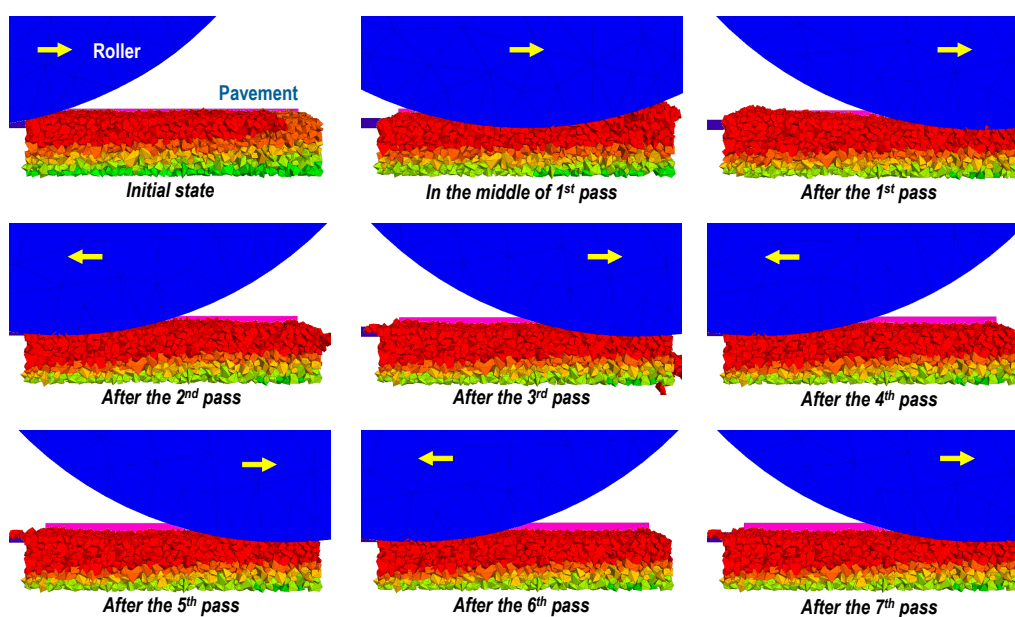 Roller
Pavement
Initial state
In the middle of 1st pass
After the 1st pass
After the 2nd pass
After the 3rd pass
After the 4th pass
After the 5th pass
After the 6th pass
After the 7th pass